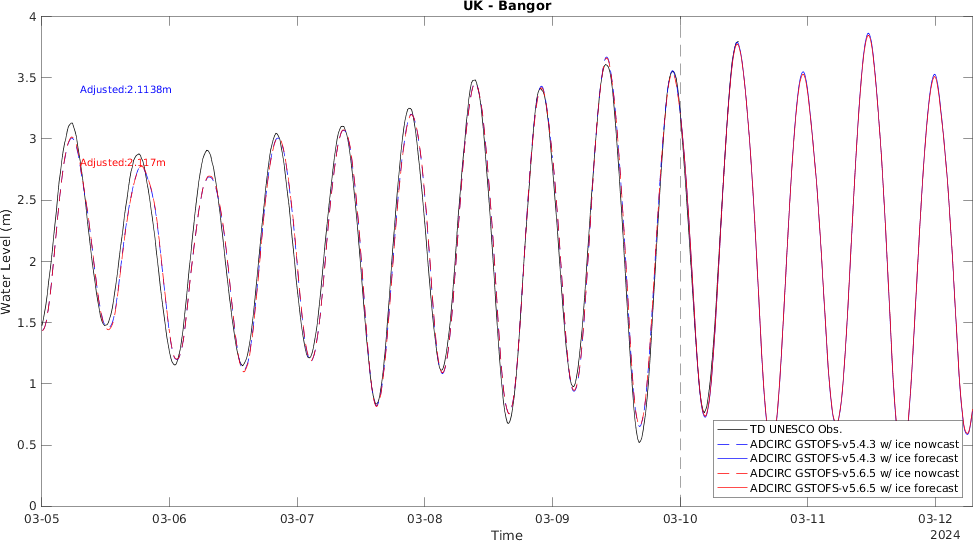 UK - Bangor
4
3.5
3
2.5
2
1.5
1
0.5
0
Water Level (m)
Adjusted:2.1138m
Adjusted:2.117m
TD UNESCO Obs.
ADCIRC GSTOFS-v5.4.3 w/ ice nowcast
ADCIRC GSTOFS-v5.4.3 w/ ice forecast
ADCIRC GSTOFS-v5.6.5 w/ ice nowcast
ADCIRC GSTOFS-v5.6.5 w/ ice forecast
03-05 03-06 03-07 03-08 03-09 03-10 03-11 03-12
Time
2024